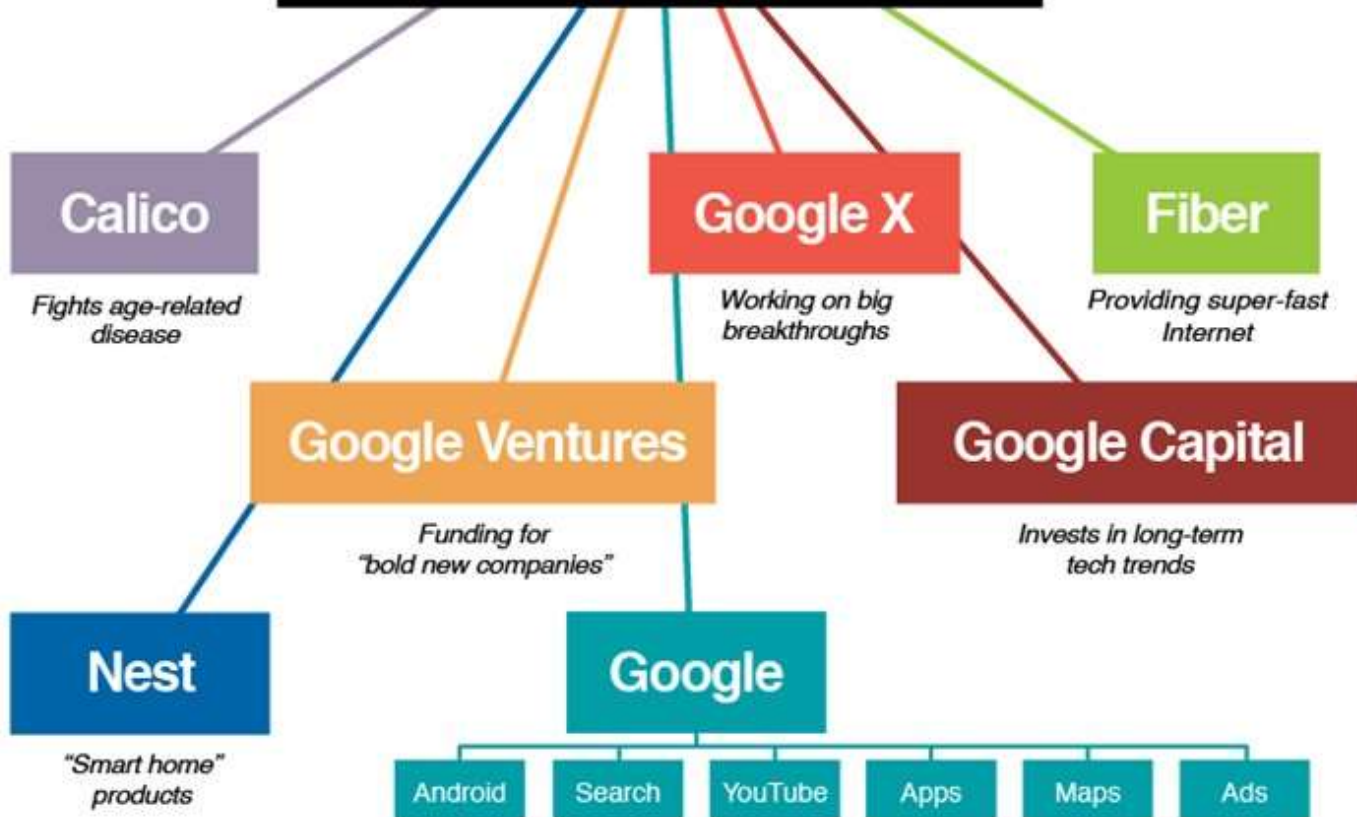 Calico
Fights age-related
disease
Google X
Working on big
breakthroughs
Fiber
Providing super-fast
Internet
Google Ventures
Funding for
“bold new companies”
Google Capital
Invests in long-term
tech trends
Nest
“Smart home”
products
Google
Android
Search
YouTube
Apps
Maps
Ads